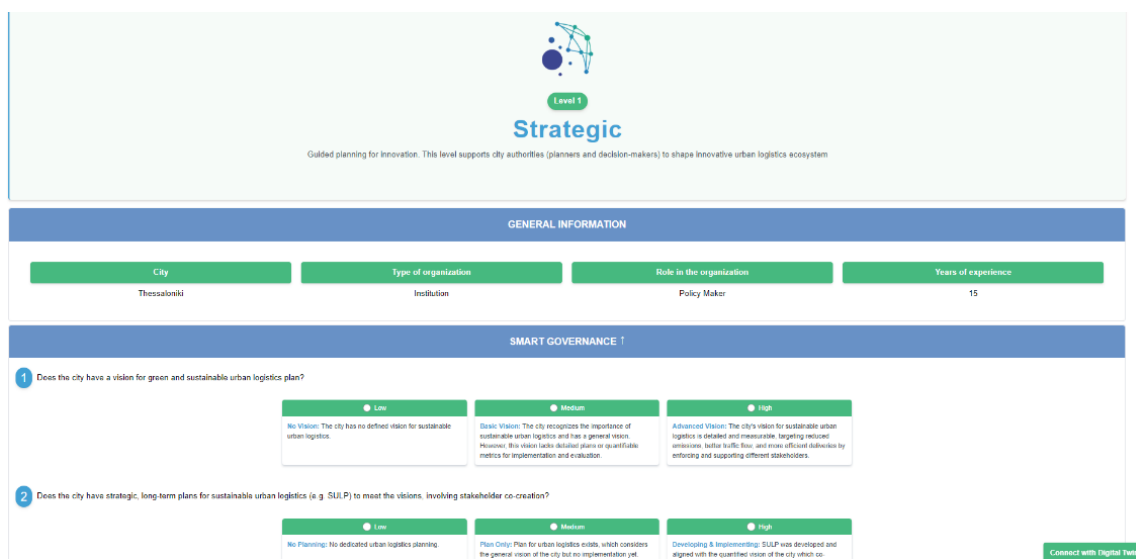 Level 1
Strategic
Guided planning for innovation. This level supports city authorities (planners and decision-makers) to shape innovative urban logistics ecosystem
GENERAL INFORMATION
City Type of organization Role in the organization Years of experience
Thessaloniki Institution Policy Maker 15
SMART GOVERNANCE ↑
1 Does the city have a vision for green and sustainable urban logistics plan?
Low
No Vision: The city has no defined vision for sustainable
urban logistics.
Medium
Basic Vision: The city recognizes the importance of
sustainable urban logistics and has a general vision.
However, this vision lacks detailed plans or quantifiable
metrics for implementation and evaluation.
High
Advanced Vision: The city's vision for sustainable urban
logistics is detailed and measurable, targeting reduced
emissions, better traffic flow, and more efficient deliveries by
enforcing and supporting different stakeholders.
2 Does the city have strategic, long-term plans for sustainable urban logistics (e.g. SULP) to meet the visions, involving stakeholder co-creation?
Low
No Planning: No dedicated urban logistics planning.
Medium
Plan Only: Plan for urban logistics exists, which considers
the general vision of the city but no implementation yet.
High
Developing & Implementing: SULP was developed and
aligned with the quantified vision of the city which co-
Connect with Digital Twin